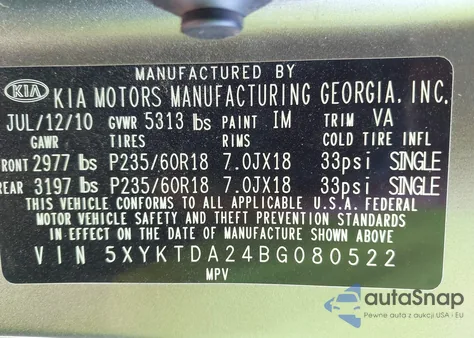 MANUFACTURED BY
KIA KIA MOTORS MANUFACTURING GEORGIA, INC.
JUL/12/10 GVWR 5313 lbs PAINT IM TRIM VA
GAWR TIRES RIMS COLD TIRE INFL
FRONT 2977 lbs P235/60R18 7.0JX18 33psi SINGLE
REAR 3197 lbs P235/60R18 7.0JX18 33psi SINGLE
THIS VEHICLE CONFORMS TO ALL APPLICABLE U.S.A. FEDERAL
MOTOR VEHICLE SAFETY AND THEFT PREVENTION STANDARDS
IN EFFECT ON THE DATE OF MANUFACTURE SHOWN ABOVE
VIN 5XYKTDA24BG080522
MPV
autoSnap
Pewne auta z USA i EU